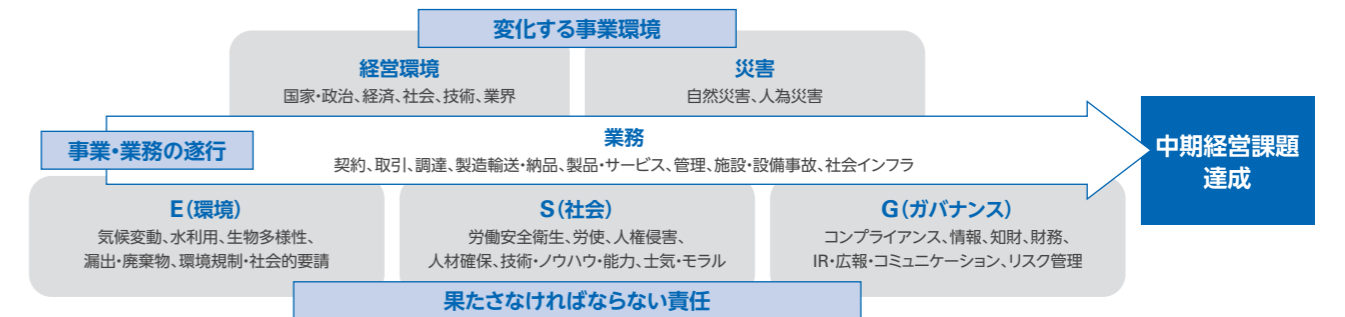 変化する事業環境
経営環境
国家・政治、経済、社会、技術、業界
災害
自然災害、人為災害
事業・業務の遂行
業務
契約、取引、調達、製造輸送・納品、製品・サービス、管理、施設・設備事故、社会インフラ
中期経営課題
達成
E（環境）
気候変動、水利用、生物多様性、
漏出・廃棄物、環境規制・社会的要請
S（社会）
労働安全衛生、労使、人権侵害、
人材確保、技術・ノウハウ・能力、士気・モラル
G（ガバナンス）
コンプライアンス、情報、知財、財務、
IR・広報・コミュニケーション、リスク管理
果たさなければならない責任